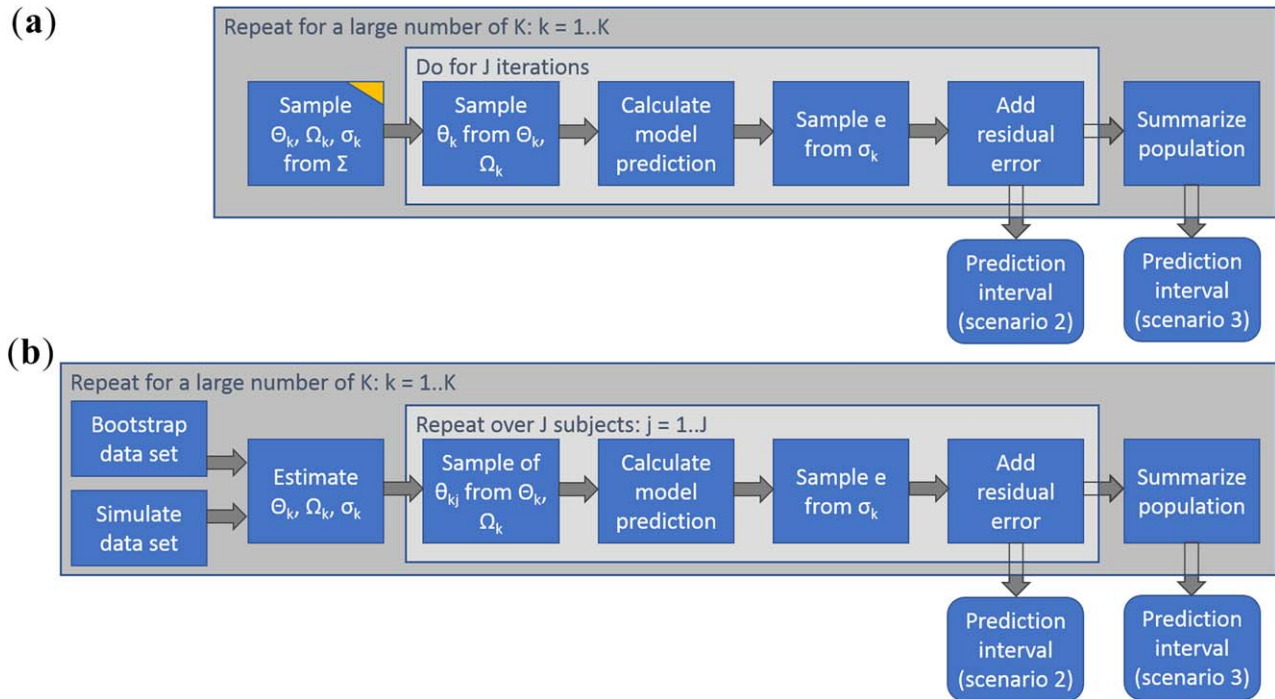 (a)
Repeat for a large number of K: k = 1..K
Do for J iterations
Sample
Θk, Ωk, σk
from Σ
Sample
θk from Θk,
Ωk
Calculate
model
prediction
Sample e
from σk
Add
residual
error
Summarize
population
Prediction
interval
(scenario 2)
Prediction
interval
(scenario 3)
(b)
Repeat for a large number of K: k = 1..K
Bootstrap
data set
Simulate
data set
Estimate
Θk, Ωk, σk
Repeat over J subjects: j = 1..J
Sample of
θkj from Θk,
Ωk
Calculate
model
prediction
Sample e
from σk
Add
residual
error
Summarize
population
Prediction
interval
(scenario 2)
Prediction
interval
(scenario 3)